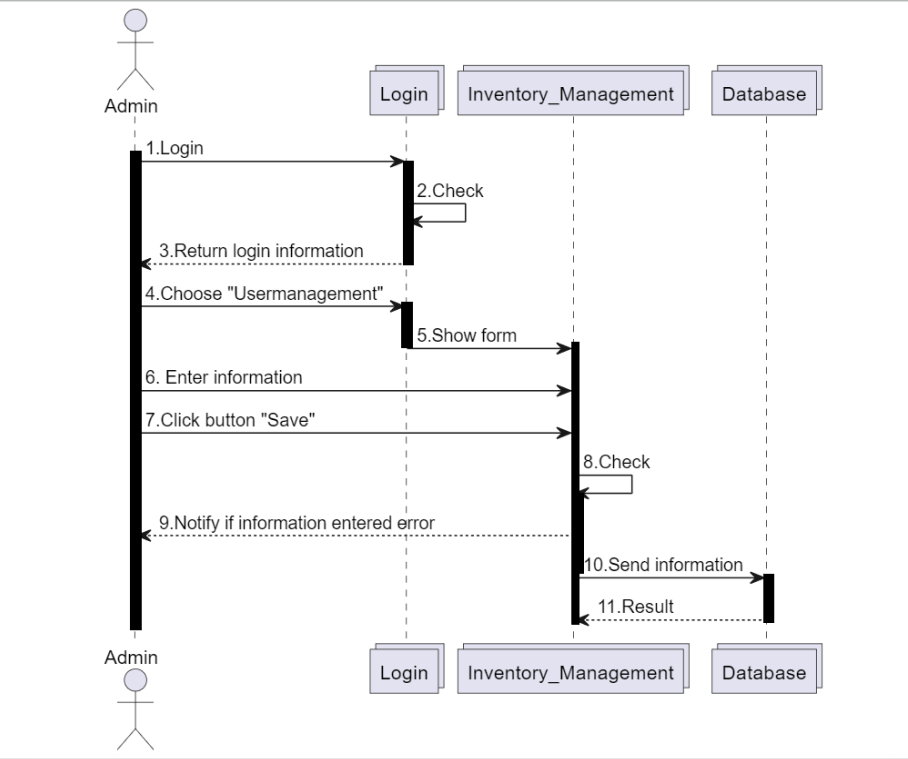 Admin
Login
Inventory_Management
Database
1.Login
2.Check
3.Return login information
4.Choose "Usermanagement"
5.Show form
6. Enter information
7.Click button "Save"
8.Check
9.Notify if information entered error
10.Send information
11.Result
Admin
Login
Inventory_Management
Database